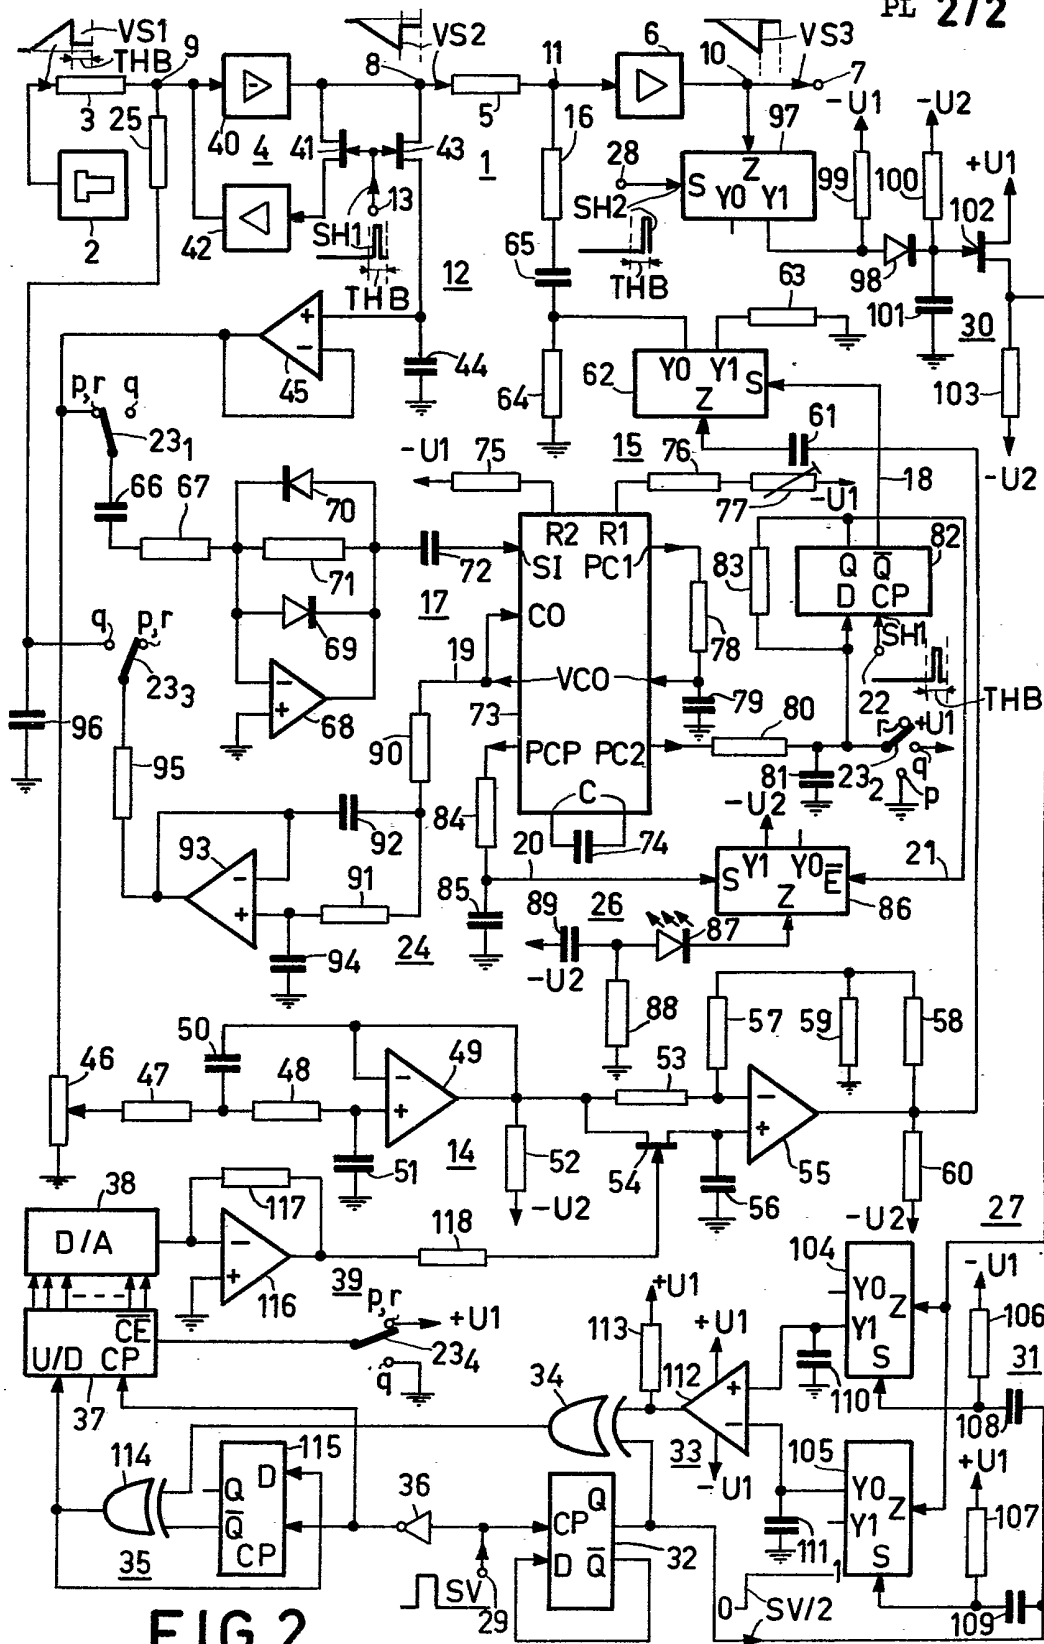 PL 2/2
VS1
THB
9
VS2
8
11
6
10
VS3
7
3
25
40
4
41
43
5
16
28
-U1
97
-U2
+U1
2
42
13
SH1
THB
1
12
65
SH2
THB
S Z
Y0 Y1
99
100
102
98
101
30
103
-U2
45
44
64
62
Y0 Y1
Z S
63
61
18
p,r q
23₁
66
67
70
71
69
68
72
17
-U1
75
15
76
77
-U1
R2 R1
SI PC1
CO
VCO
PCP PC2
C
73
74
19
78
79
83
82
Q Q̅
D CP
SH1
22
THB
q p,r
23₃
96
95
90
80
81
r +U1
23₂
q
p
84
20
85
93
92
91
94
24
26
89
-U2
87
88
-U2
Y1 Y0 E̅
S Z
21
86
50
46
47
48
49
51
14
52
-U2
53
54
57
59
58
55
56
60
-U2
27
38
D/A
117
116
39
118
C̅E̅
U/D CP
37
p,r
+U1
23₄
q
104
Y0 Z
Y1
S
-U1
106
31
108
110
+U1
113
+U1
112
33
-U1
34
105
Y0 Z
Y1
S
+U1
107
109
111
114
35
115
Q D
Q̅
CP
36
SV
29
CP Q
D Q̅
32
0 1
SV/2
FIG.2